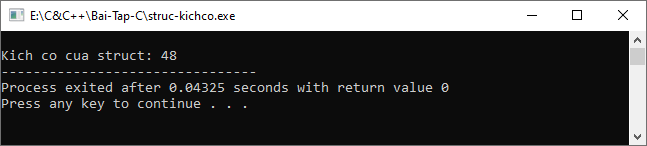 E:\C&C++\Bai-Tap-C\struc-kichco.exe
Kich co cua struct: 48
--------------------------------
Process exited after 0.04325 seconds with return value 0
Press any key to continue . . .